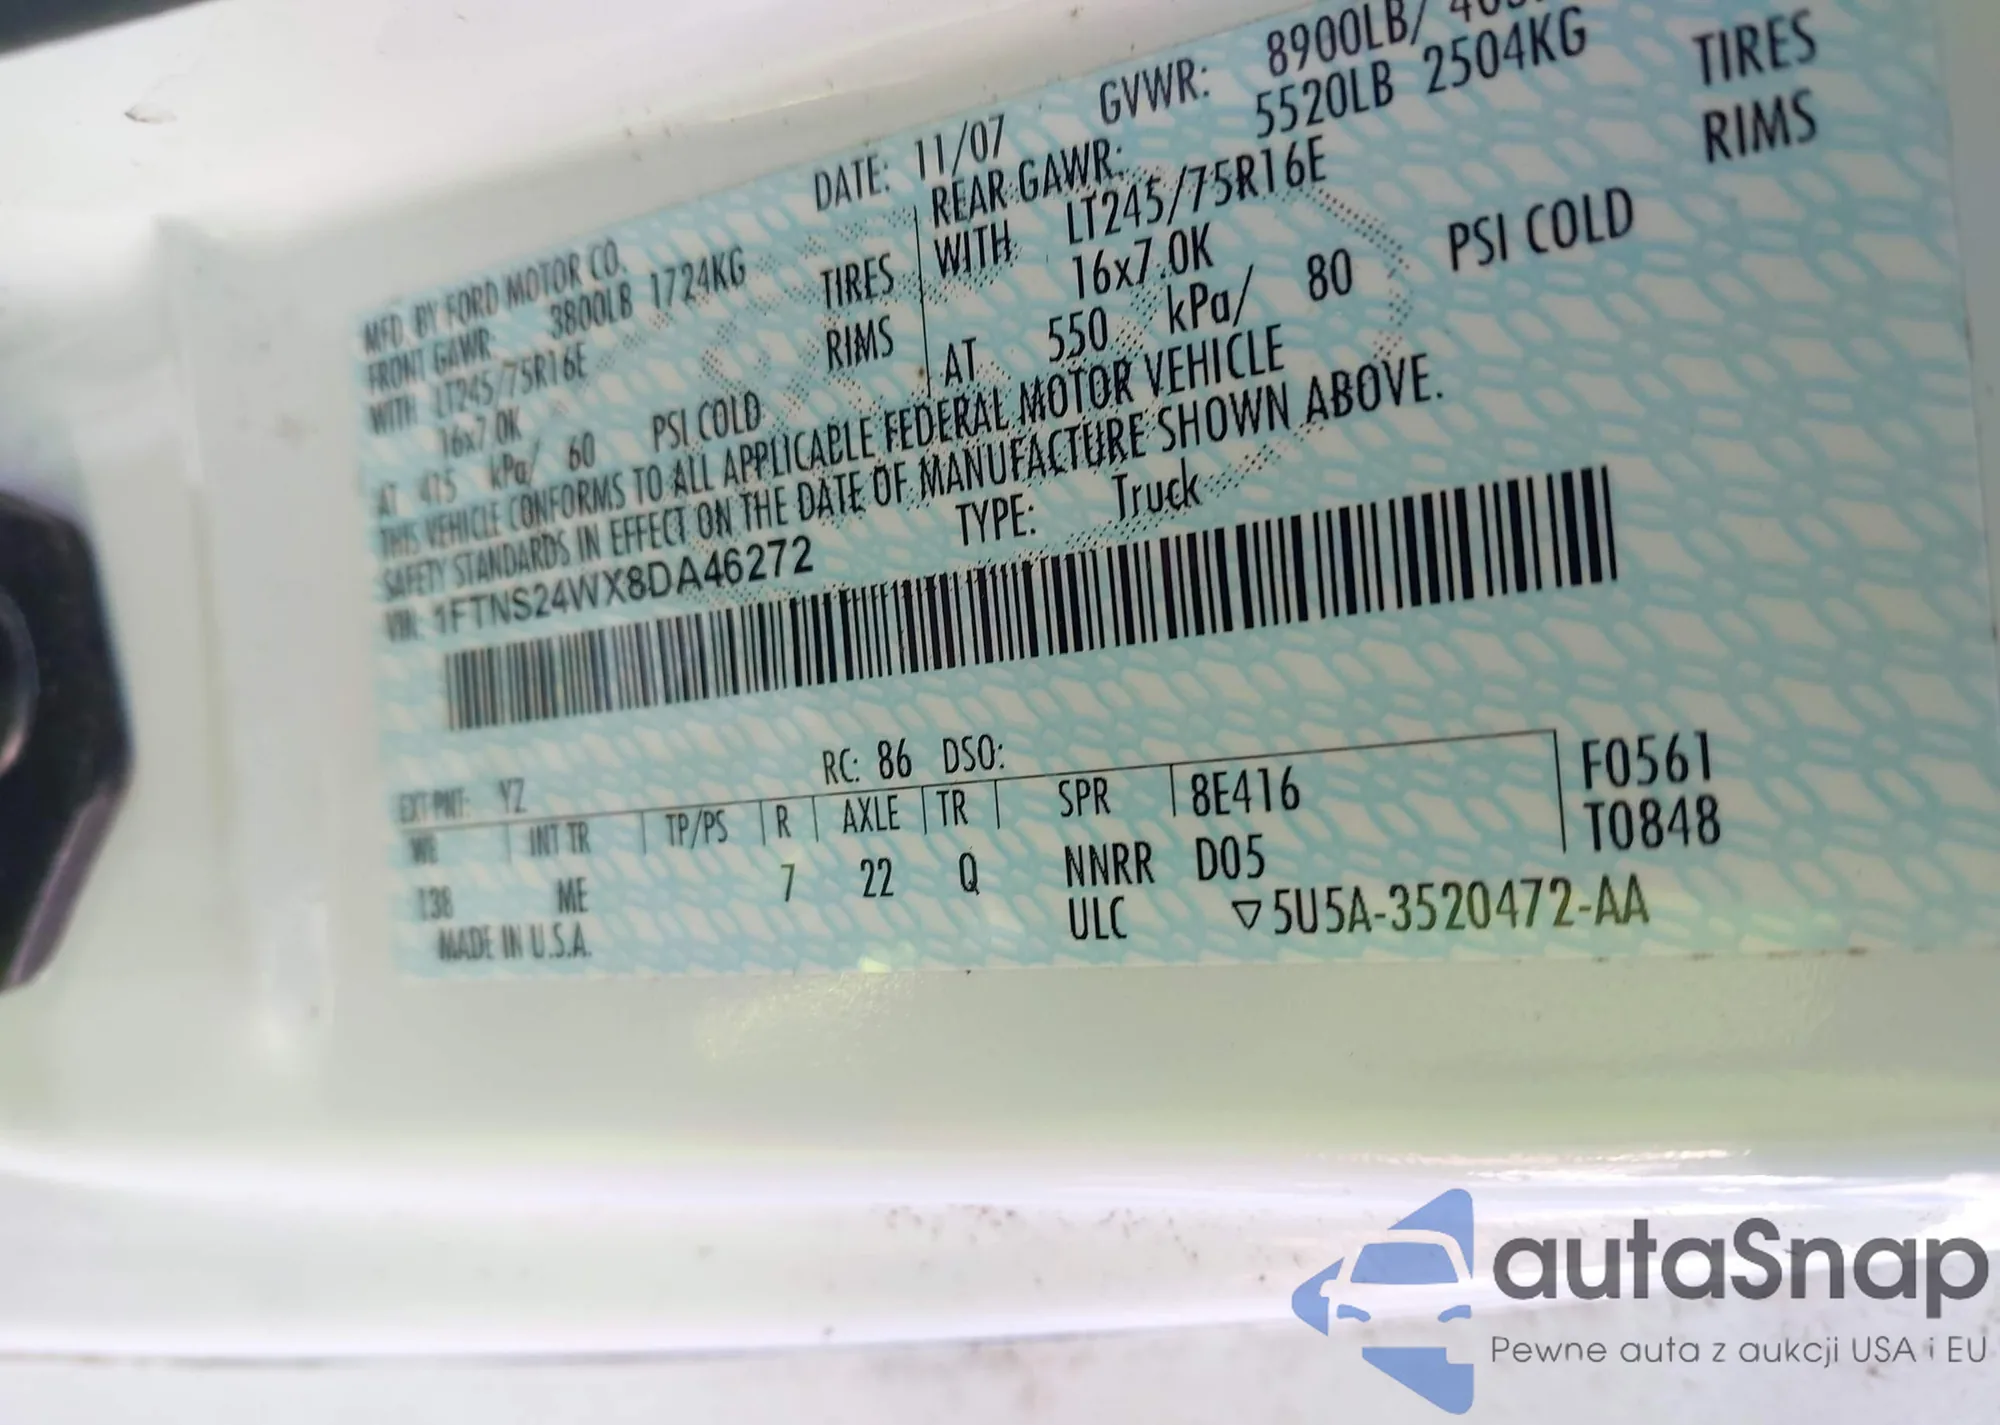 MFD. BY FORD MOTOR CO.
DATE: 11/07
GVWR: 8900LB/
FRONT GAWR: 3800LB 1724KG
REAR GAWR: 5520LB 2504KG
WITH LT245/75R16E TIRES
WITH LT245/75R16E TIRES
16x7.0K RIMS
16x7.0K RIMS
AT 415 kPa/ 60 PSI COLD
AT 550 kPa/ 80 PSI COLD
THIS VEHICLE CONFORMS TO ALL APPLICABLE FEDERAL MOTOR VEHICLE
SAFETY STANDARDS IN EFFECT ON THE DATE OF MANUFACTURE SHOWN ABOVE.
VIN: 1FTNS24WX8DA46272
TYPE: Truck
EXT PNT: YZ RC: 86 DSO:
WB INT TR TP/PS R AXLE TR SPR 8E416 F0561
138 ME 7 22 Q NNRR D05 T0848
MADE IN U.S.A. ULC ▽5U5A-3520472-AA
autaSnap
Pewne auta z aukcji USA i EU